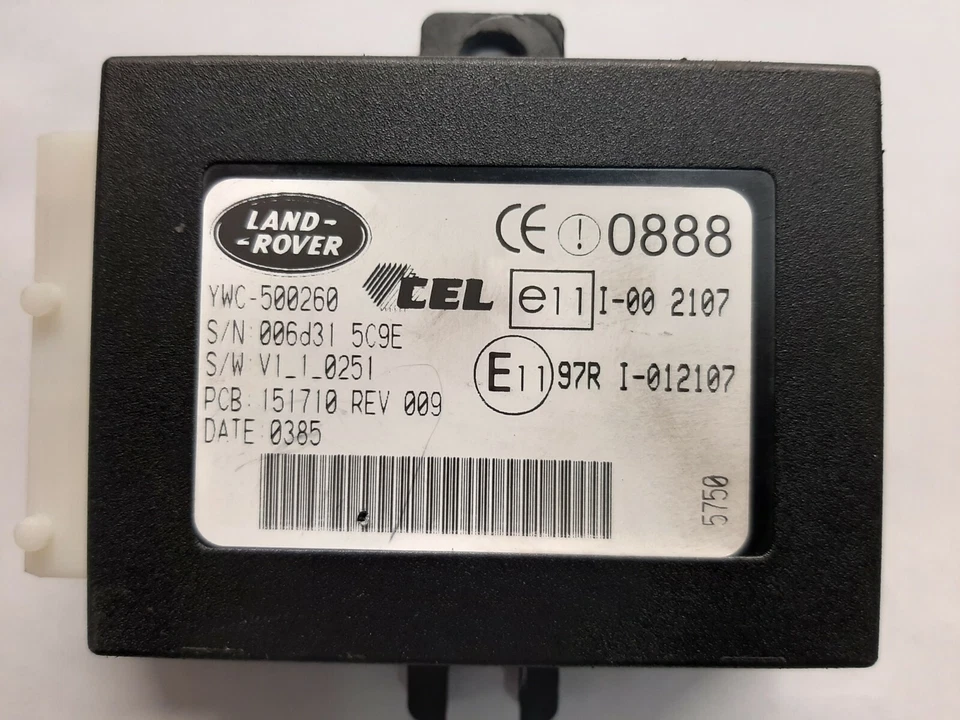 LAND-
-ROVER
CE ! 0888
YWC-500260
CEL
e11 I-00 2107
S/N: 006d31 5C9E
S/W: V1_1_0251
E11 97R I-012107
PCB: 151710 REV 009
DATE: 0385
5750